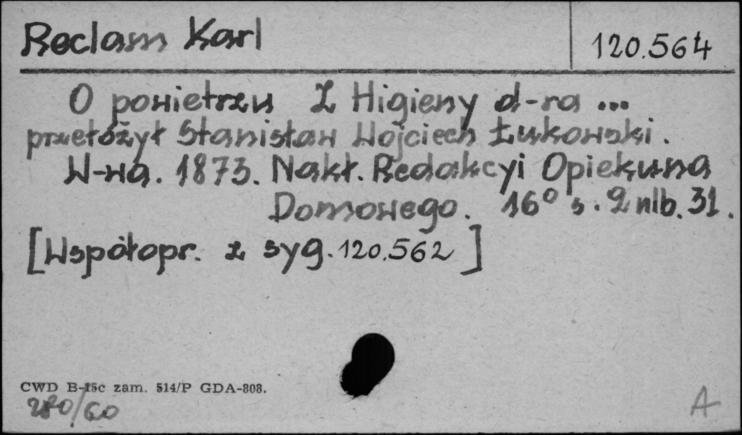 Reclam Karl
120.564
O powietrzu Z Higieny d-ra ...
przełożył Stanisław Wojciech Łukowski.
W-wa. 1873. Nakł. Redakcyi Opiekuna
Domowego. 16° s. 2 nlb. 31.
[Współopr. z syg. 120.562]
CWD B-15c zam. 514/P GDA-808.
280/60
A